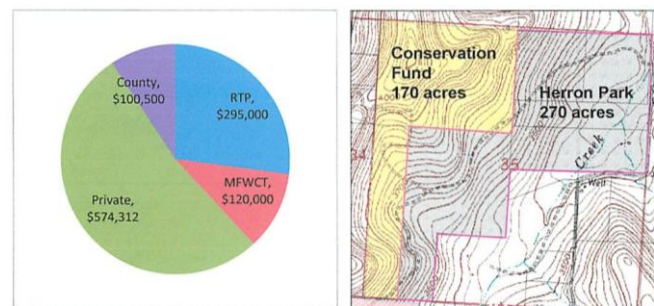 County,
$100,500
RTP,
$295,000
MFWCT,
$120,000
Private,
$574,312
Conservation
Fund
170 acres
Herron Park
270 acres
34
35
Creek
Well